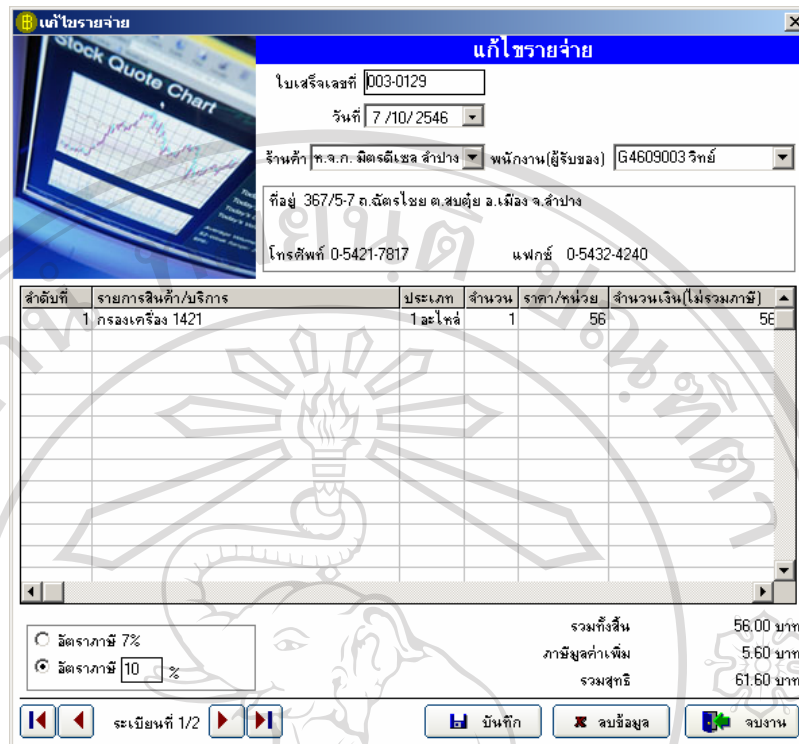 แก้ไขรายจ่าย
แก้ไขรายจ่าย
Stock Quote Chart
ใบเสร็จเลขที่ 003-0129
วันที่ 7 /10/ 2546
ร้านค้า ห.จ.ก. มิตรดีเซล ลำปาง พนักงาน(ผู้รับของ) G4609003 วิทย์
ที่อยู่ 367/5-7 ถ.ฉัตรไชย ต.สบตุ๋ย อ.เมือง จ.ลำปาง
โทรศัพท์ 0-5421-7817 แฟกซ์ 0-5432-4240
ลำดับที่ รายการสินค้า/บริการ ประเภท จำนวน ราคา/หน่วย จำนวนเงิน(ไม่รวมภาษี)
1 กรองเครื่อง 1421 1 อะไหล่ 1 56 56
รวมทั้งสิ้น 56.00 บาท
อัตราภาษี 7%
ภาษีมูลค่าเพิ่ม 5.60 บาท
อัตราภาษี 10 %
รวมสุทธิ 61.60 บาท
ระเบียนที่ 1/2 บันทึก ลบข้อมูล จบงาน